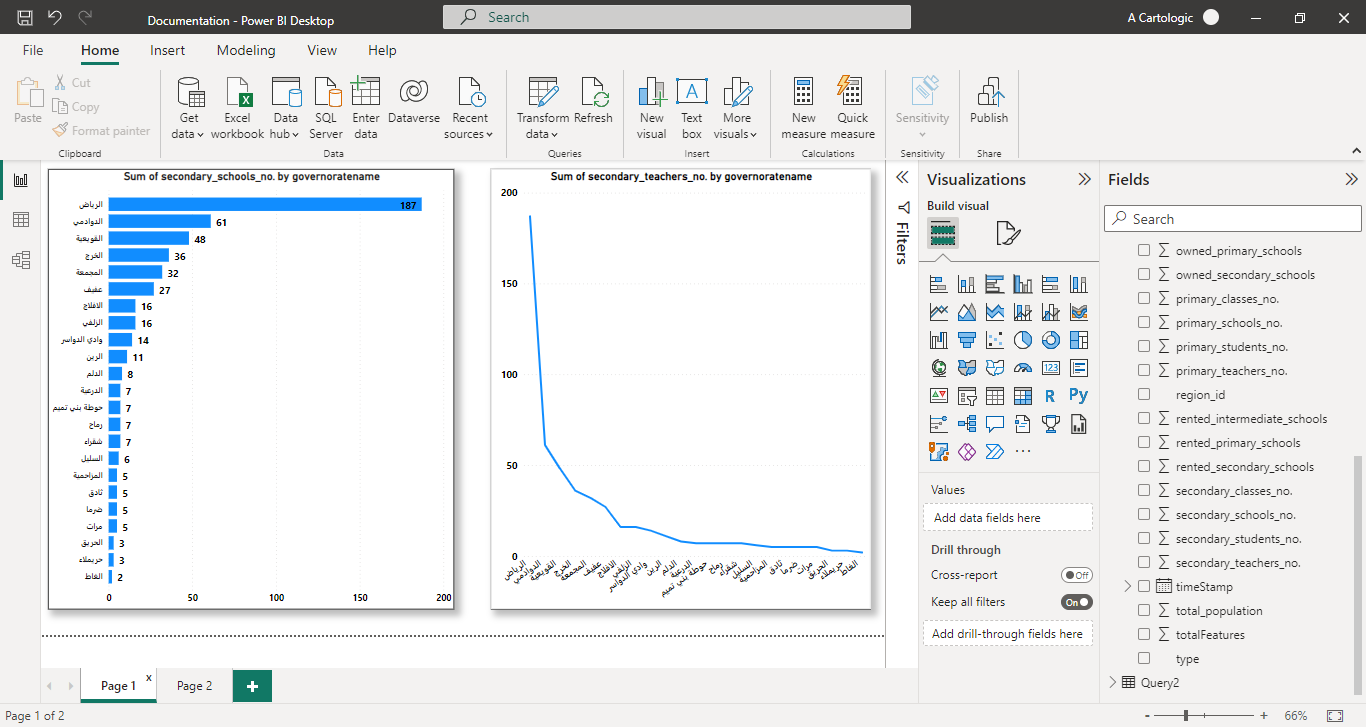 Documentation - Power BI Desktop
Search
A Cartologic
File
Home
Insert
Modeling
View
Help
Paste
Cut
Copy
Format painter
Clipboard
Get data
Excel workbook
Data hub
SQL Server
Enter data
Dataverse
Recent sources
Data
Transform data
Refresh
Queries
New visual
Text box
More visuals
Insert
New measure
Quick measure
Calculations
Sensitivity
Sensitivity
Publish
Share
Sum of secondary_schools_no. by governoratename
الرياض 187
الدوادمي 61
القويعية 48
الخرج 36
المجمعة 32
عفيف 27
الافلاج 16
الزلفي 16
وادي الدواسر 14
الرين 11
الدلم 8
الدرعية 7
حوطة بني تميم 7
رماح 7
شقراء 7
السليل 6
المزاحمية 5
ثادق 5
ضرما 5
مرات 5
الحريق 3
حريملاء 3
الغاط 2
0 50 100 150 200
Sum of secondary_teachers_no. by governoratename
200
150
100
50
0
الرياض
الدوادمي
القويعية
الخرج
المجمعة
عفيف
الافلاج
الزلفي
وادي الدواسر
الرين
الدلم
الدرعية
حوطة بني تميم
رماح
شقراء
السليل
المزاحمية
ثادق
ضرما
مرات
الحريق
حريملاء
الغاط
Filters
Visualizations
Build visual
123
R
Py
Values
Add data fields here
Drill through
Cross-report
Off
Keep all filters
On
Add drill-through fields here
Fields
Search
owned_primary_schools
owned_secondary_schools
primary_classes_no.
primary_schools_no.
primary_students_no.
primary_teachers_no.
region_id
rented_intermediate_schools
rented_primary_schools
rented_secondary_schools
secondary_classes_no.
secondary_schools_no.
secondary_students_no.
secondary_teachers_no.
timeStamp
total_population
totalFeatures
type
Query2
Page 1
x
Page 2
+
Page 1 of 2
- + 66%